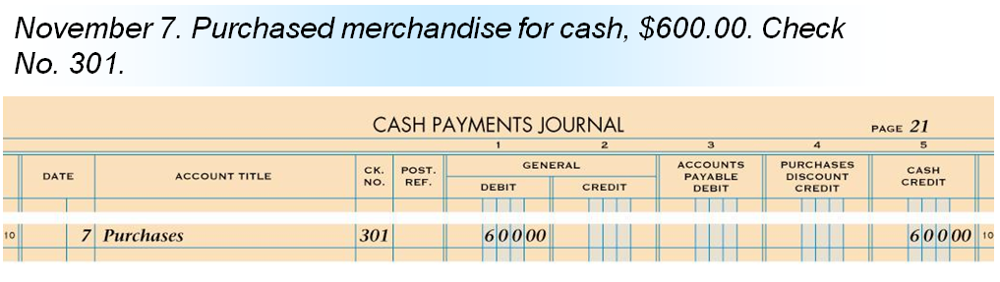 November 7. Purchased merchandise for cash, $600.00. Check
No. 301.
CASH PAYMENTS JOURNAL
PAGE 21
1 2 3 4 5
DATE
ACCOUNT TITLE
CK.
NO.
POST.
REF.
GENERAL
DEBIT
CREDIT
ACCOUNTS
PAYABLE
DEBIT
PURCHASES
DISCOUNT
CREDIT
CASH
CREDIT
10 7 Purchases 301 600 00 600 00 10